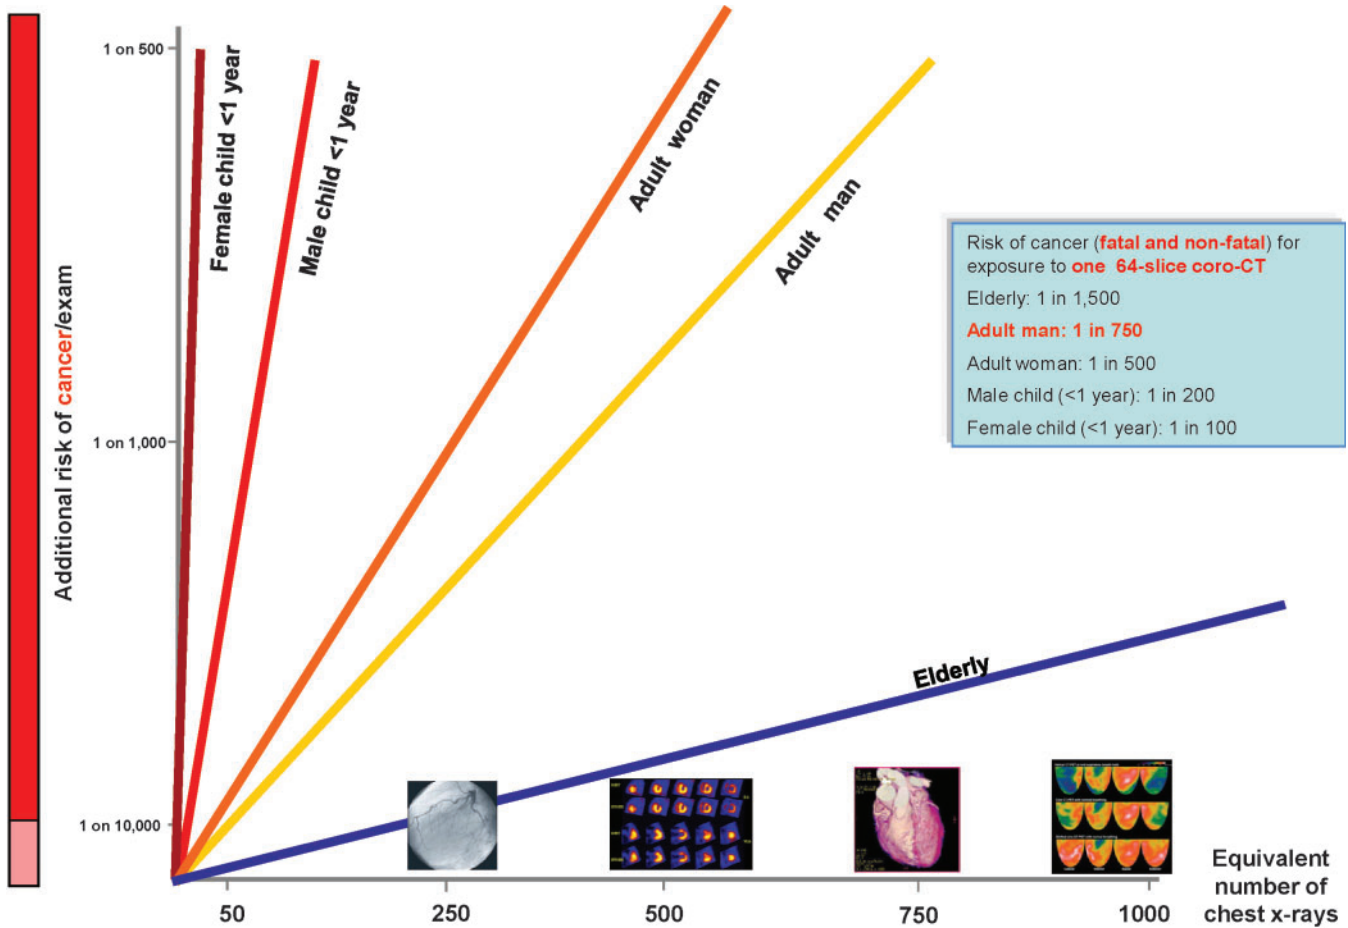 1 on 500
1 on 1,000
1 on 10,000
Additional risk of cancer/exam
Female child <1 year
Male child <1 year
Adult woman
Adult man
Elderly
Risk of cancer (fatal and non-fatal) for
exposure to one 64-slice coro-CT
Elderly: 1 in 1,500
Adult man: 1 in 750
Adult woman: 1 in 500
Male child (<1 year): 1 in 200
Female child (<1 year): 1 in 100
50
250
500
750
1000
Equivalent
number of
chest x-rays